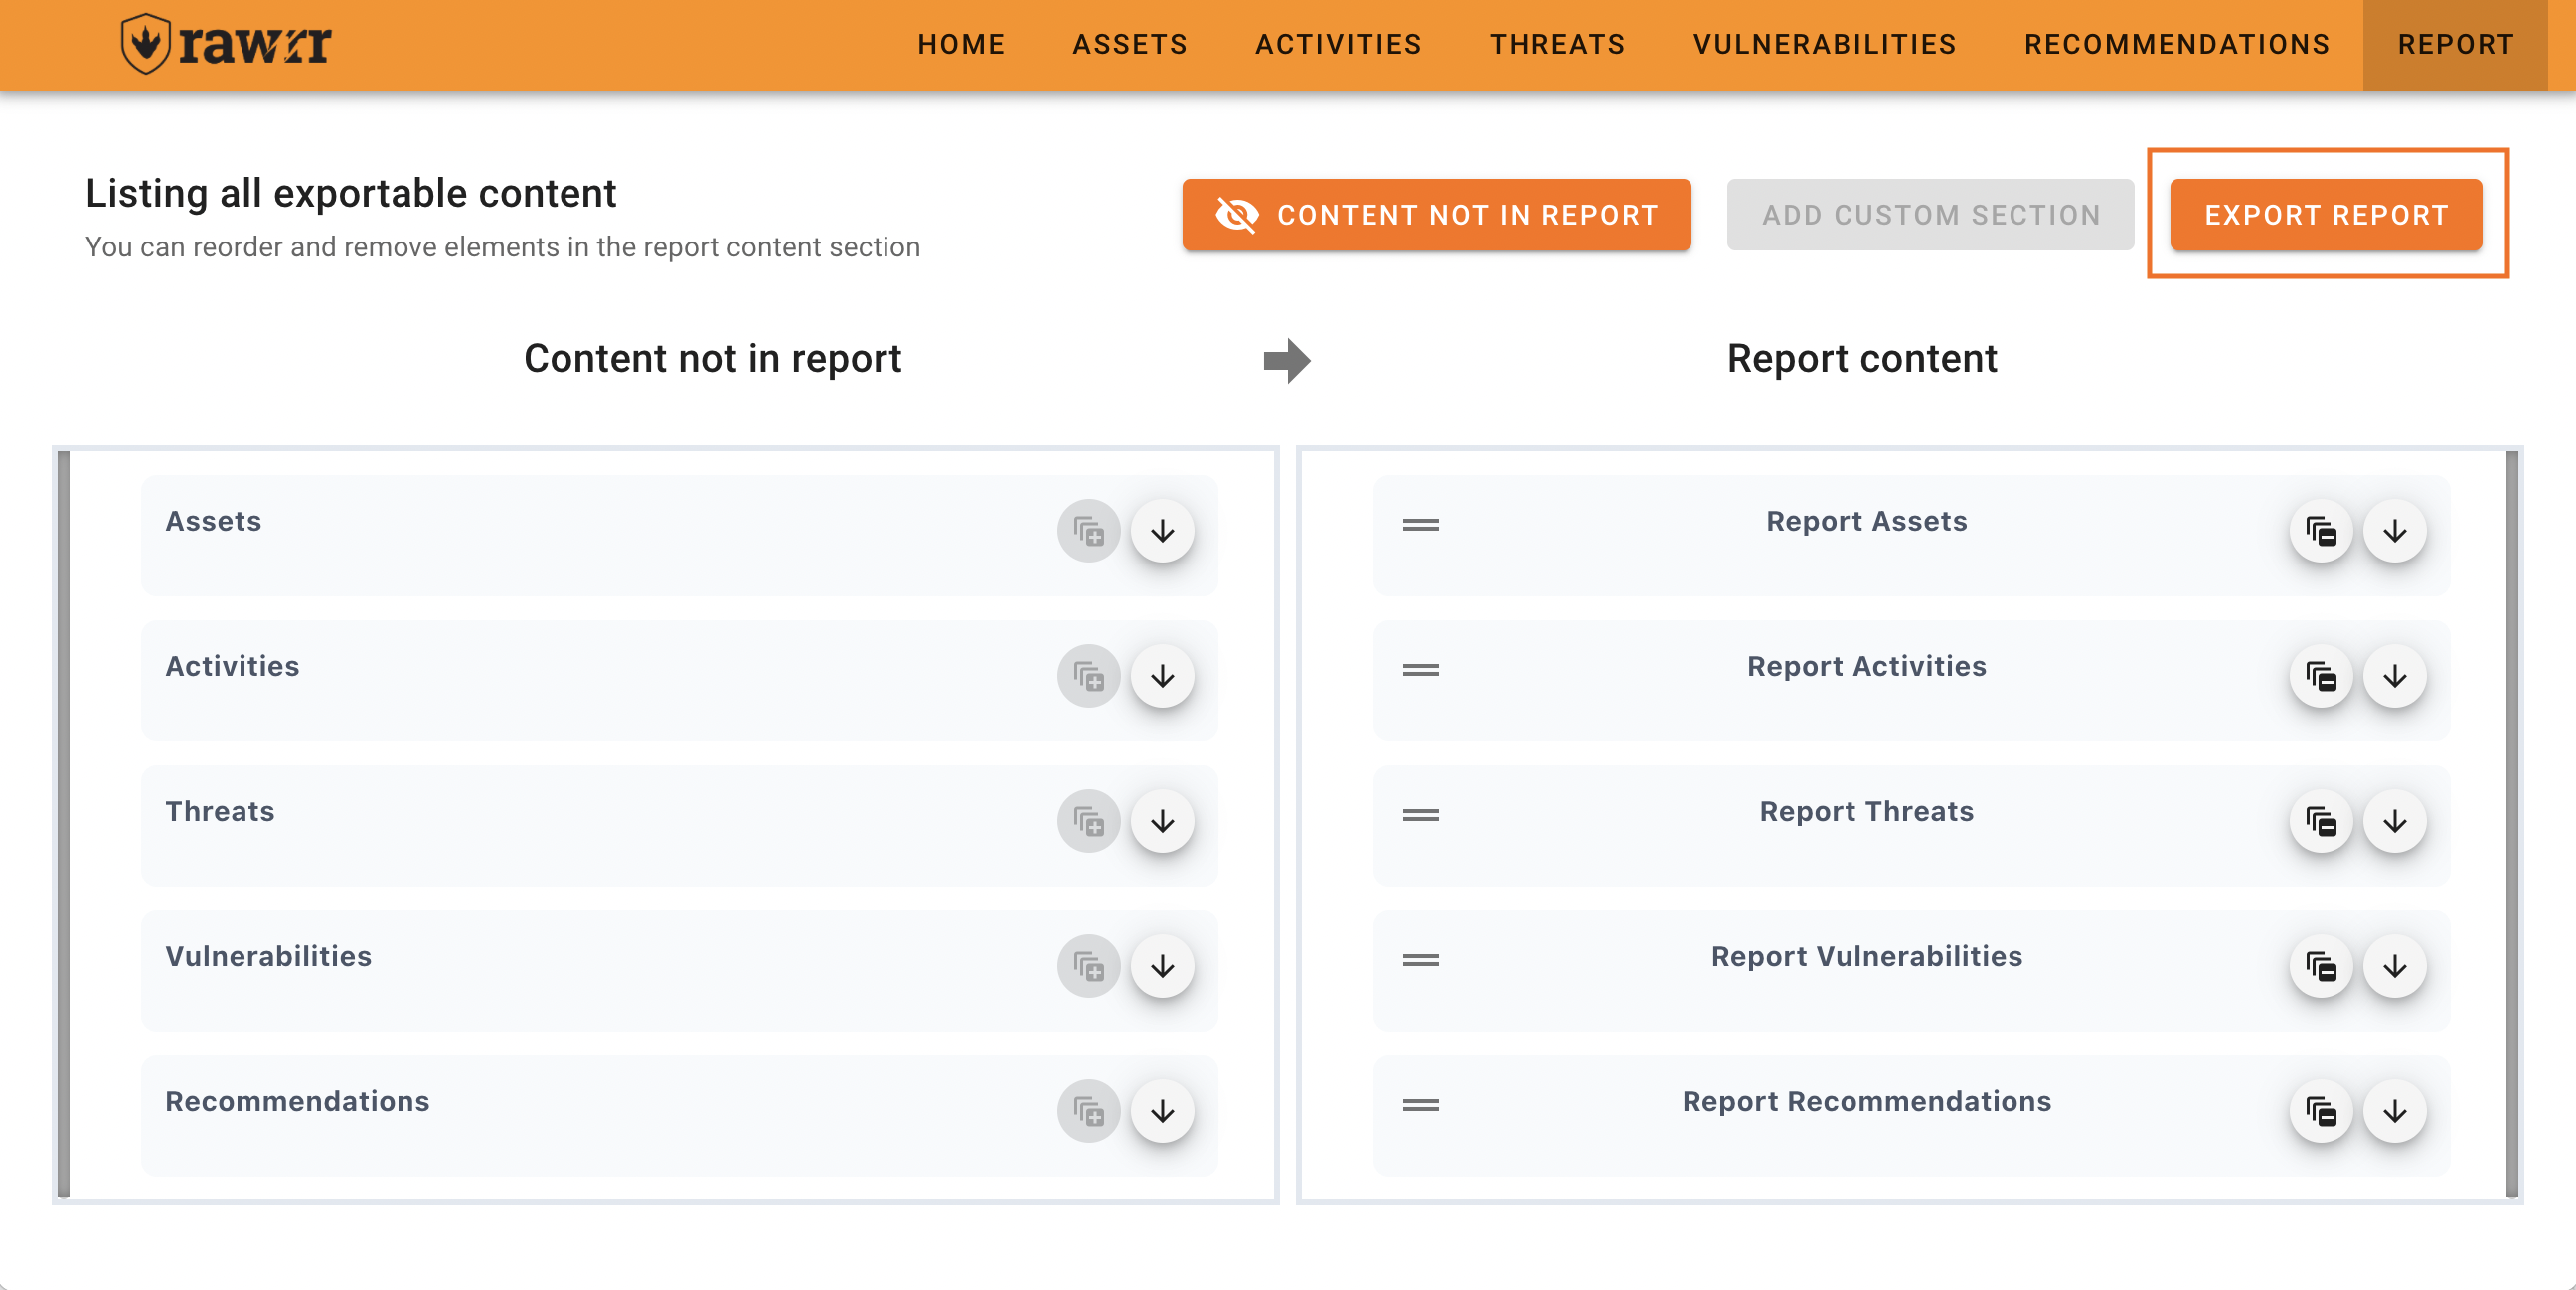 rawrr
HOME ASSETS ACTIVITIES THREATS VULNERABILITIES RECOMMENDATIONS REPORT
Listing all exportable content
You can reorder and remove elements in the report content section
CONTENT NOT IN REPORT
ADD CUSTOM SECTION
EXPORT REPORT
Content not in report
Report content
Assets
Activities
Threats
Vulnerabilities
Recommendations
Report Assets
Report Activities
Report Threats
Report Vulnerabilities
Report Recommendations